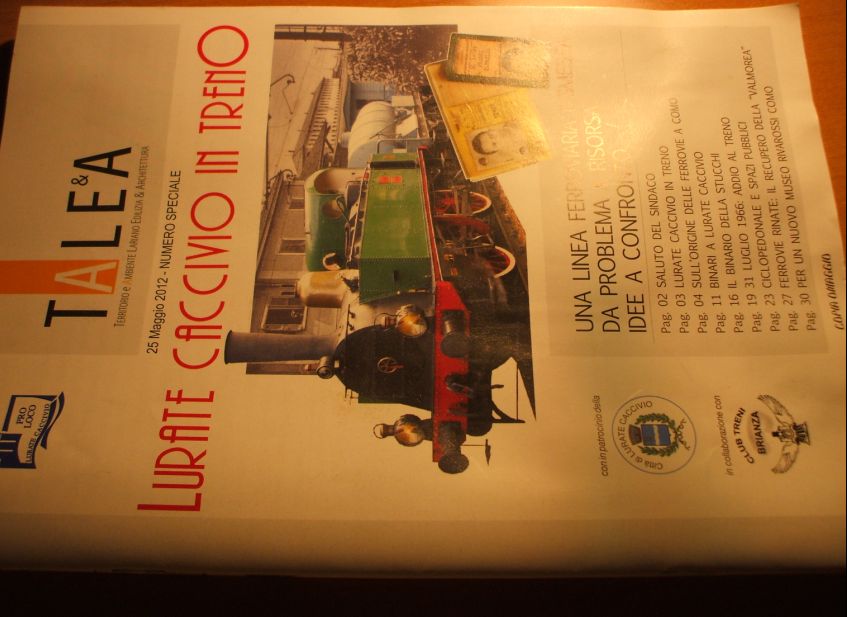 PRO
LOCO
LURATE CACCIVIO
TALE&A
TERRITORIO e AMBIENTE LARIANO EDILIZIA & ARCHITETTURA
25 Maggio 2012 - NUMERO SPECIALE
LURATE CACCIVIO IN TRENO
UNA LINEA FERROVIARIA
DA PROBLEMA A RISORSA
IDEE A CONFRONTO
Pag. 02 SALUTO DEL SINDACO
Pag. 03 LURATE CACCIVIO IN TRENO
Pag. 04 SULL'ORIGINE DELLE FERROVIE A COMO
Pag. 11 BINARI A LURATE CACCIVIO
Pag. 16 IL BINARIO DELLA STUCCHI
Pag. 19 31 LUGLIO 1966: ADDIO AL TRENO
Pag. 23 CICLOPEDONALE E SPAZI PUBBLICI
Pag. 27 FERROVIE RINATE: IL RECUPERO DELLA "VALMOREA"
Pag. 30 PER UN NUOVO MUSEO RIVAROSSI COMO
COPIA OMAGGIO
con in patrocinio della
Città di LURATE CACCIVIO
in collaborazione con
CLUB TRENI
BRIANZA